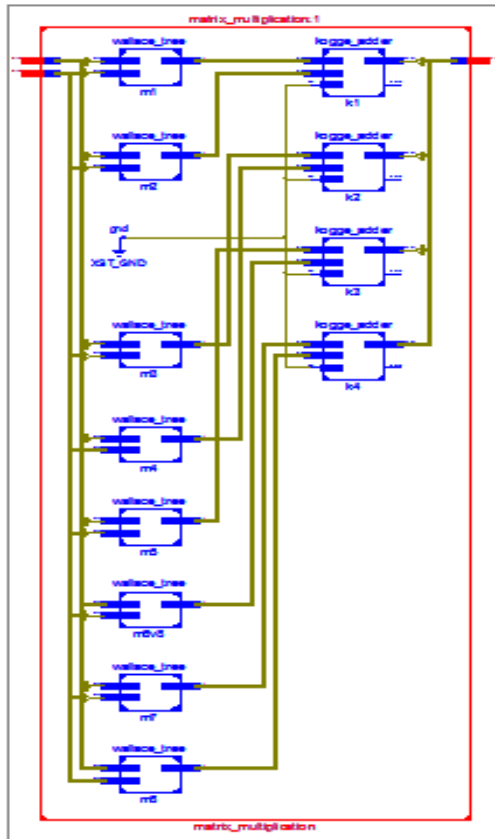 matrix_multiplication:1
wallace_tree
kogge_adder
m1
k1
wallace_tree
kogge_adder
m2
k2
gnd
kogge_adder
XST_GND
k3
wallace_tree
kogge_adder
m3
k4
wallace_tree
m4
wallace_tree
m5
wallace_tree
wallace_tree
m7
wallace_tree
matrix_multiplication